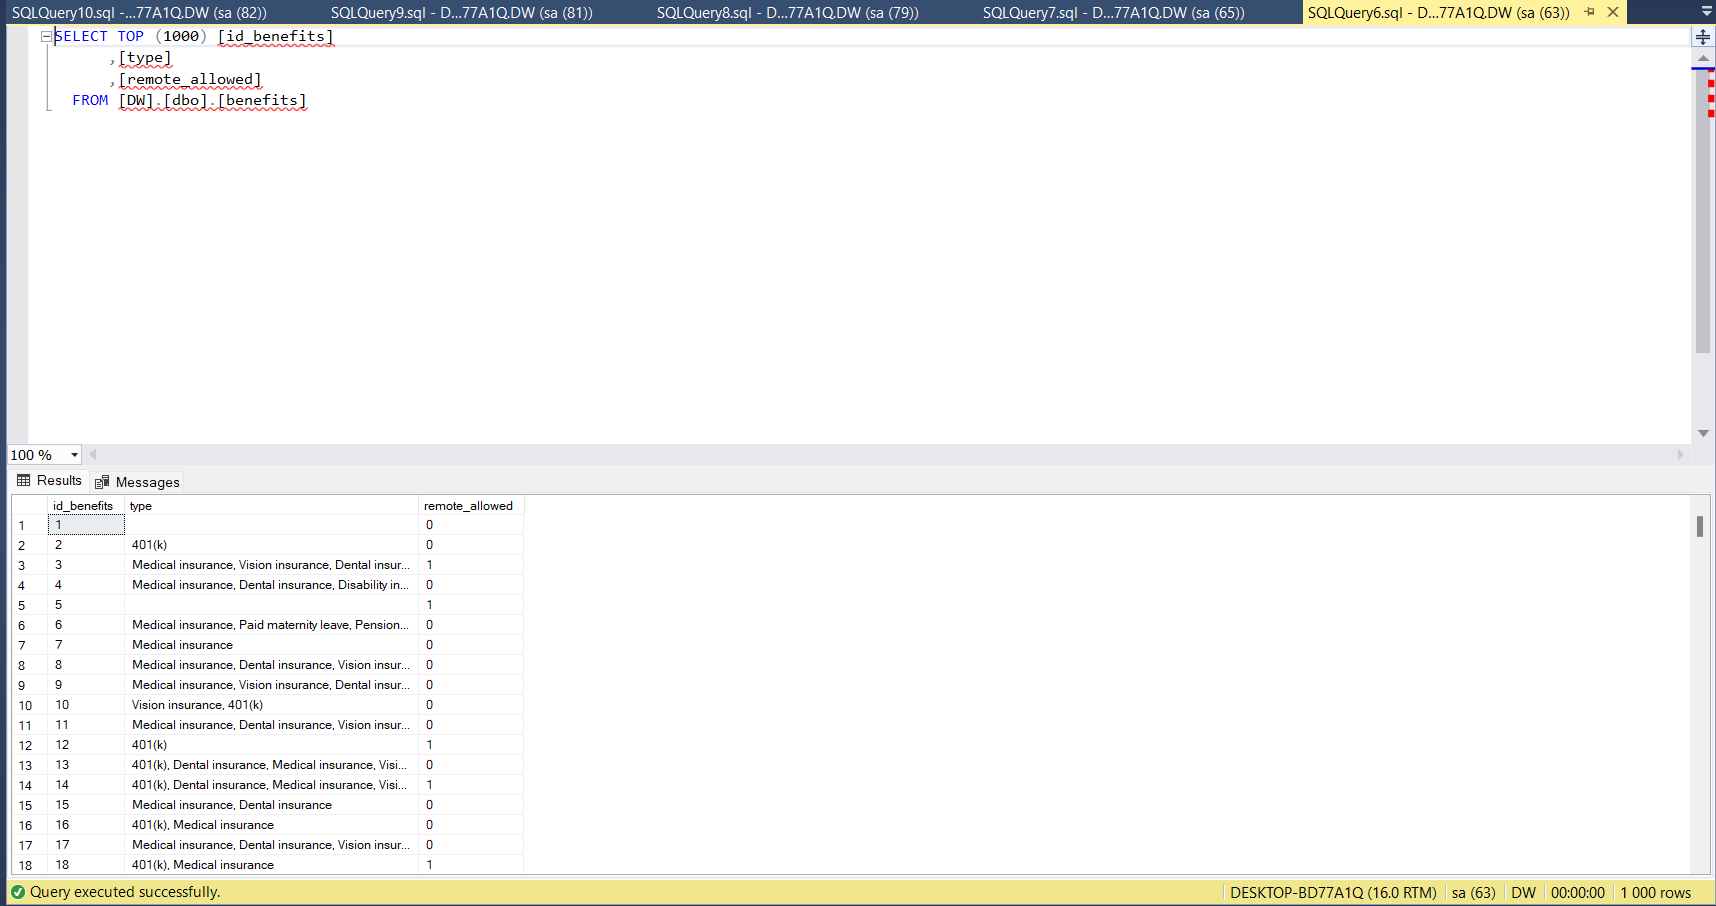 SQLQuery10.sql -...77A1Q.DW (sa (82)) SQLQuery9.sql - D...77A1Q.DW (sa (81)) SQLQuery8.sql - D...77A1Q.DW (sa (79)) SQLQuery7.sql - D...77A1Q.DW (sa (65)) SQLQuery6.sql - D...77A1Q.DW (sa (63))
SELECT TOP (1000) [id_benefits]
,[type]
,[remote_allowed]
FROM [DW].[dbo].[benefits]
100 %
Results Messages
id_benefits type remote_allowed
1 1 0
2 2 401(k) 0
3 3 Medical insurance, Vision insurance, Dental insur... 1
4 4 Medical insurance, Dental insurance, Disability in... 0
5 5 1
6 6 Medical insurance, Paid maternity leave, Pension... 0
7 7 Medical insurance 0
8 8 Medical insurance, Dental insurance, Vision insur... 0
9 9 Medical insurance, Vision insurance, Dental insur... 0
10 10 Vision insurance, 401(k) 0
11 11 Medical insurance, Dental insurance, Vision insur... 0
12 12 401(k) 1
13 13 401(k), Dental insurance, Medical insurance, Visi... 0
14 14 401(k), Dental insurance, Medical insurance, Visi... 1
15 15 Medical insurance, Dental insurance 0
16 16 401(k), Medical insurance 0
17 17 Medical insurance, Dental insurance, Vision insur... 0
18 18 401(k), Medical insurance 1
Query executed successfully. DESKTOP-BD77A1Q (16.0 RTM) sa (63) DW 00:00:00 1 000 rows